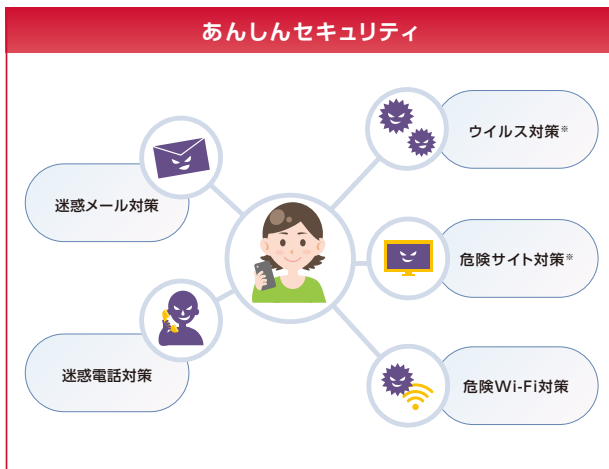 あんしんセキュリティ
ウイルス対策※
迷惑メール対策
危険サイト対策※
迷惑電話対策
危険Wi-Fi対策